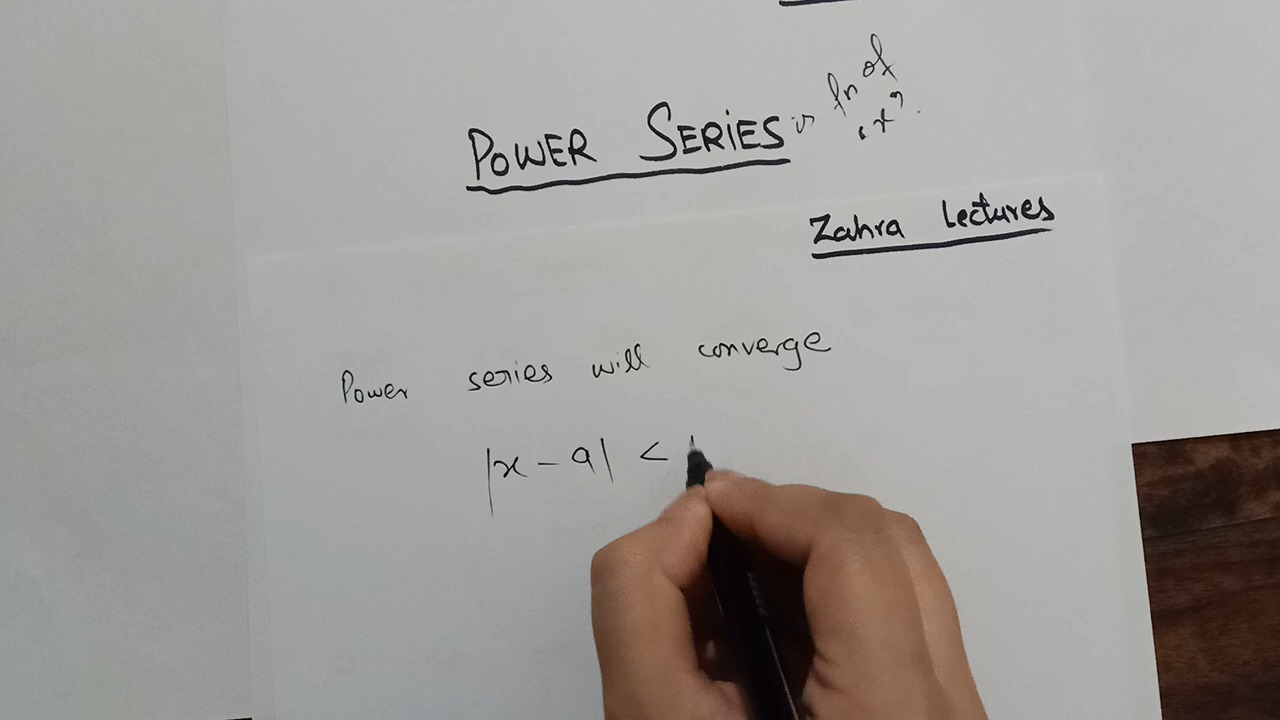 POWER SERIES is fn of 'x'.
Zahra Lectures
Power series will converge
|x - a| <